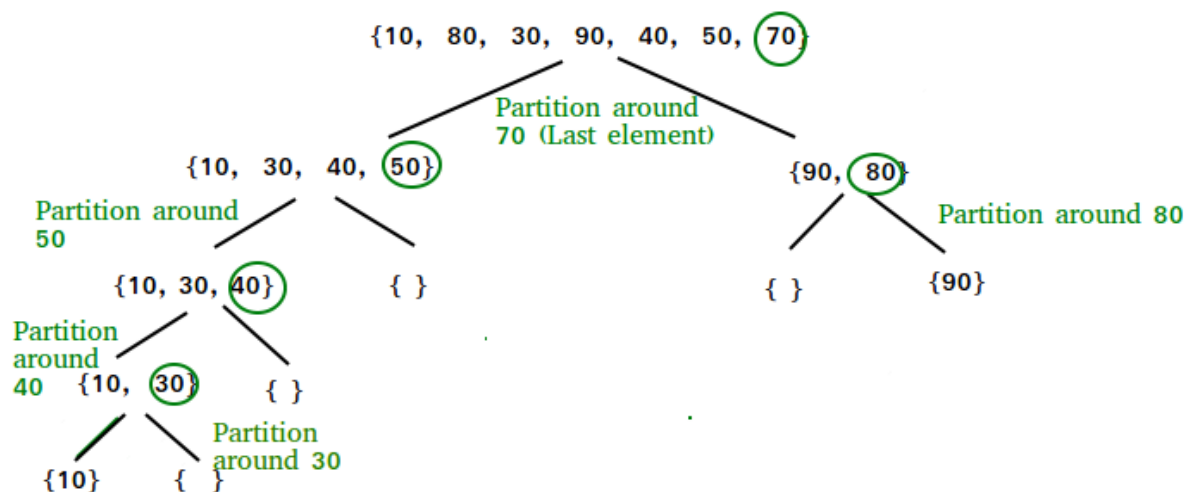 {10, 80, 30, 90, 40, 50, 70}
Partition around
70 (Last element)
{10, 30, 40, 50}
{90, 80}
Partition around
50
Partition around 80
{10, 30, 40}
{ }
{ }
{90}
Partition
around
40
{10, 30}
{ }
Partition
around 30
{10}
{ }